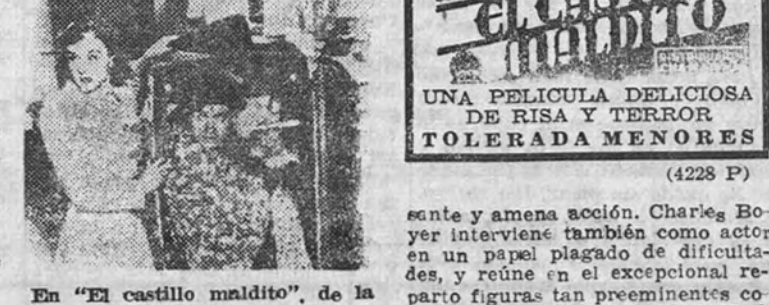 En "El castillo maldito", de la
EL CAS
MALDITO
UNA PELICULA DELICIOSA
DE RISA Y TERROR
TOLERADA MENORES
(4228 P)
sante y amena acción. Charles Bo-
yer interviene también como actor
en un papel plagado de dificulta-
des, y reúne en el excepcional re-
parto figuras tan preeminentes co-